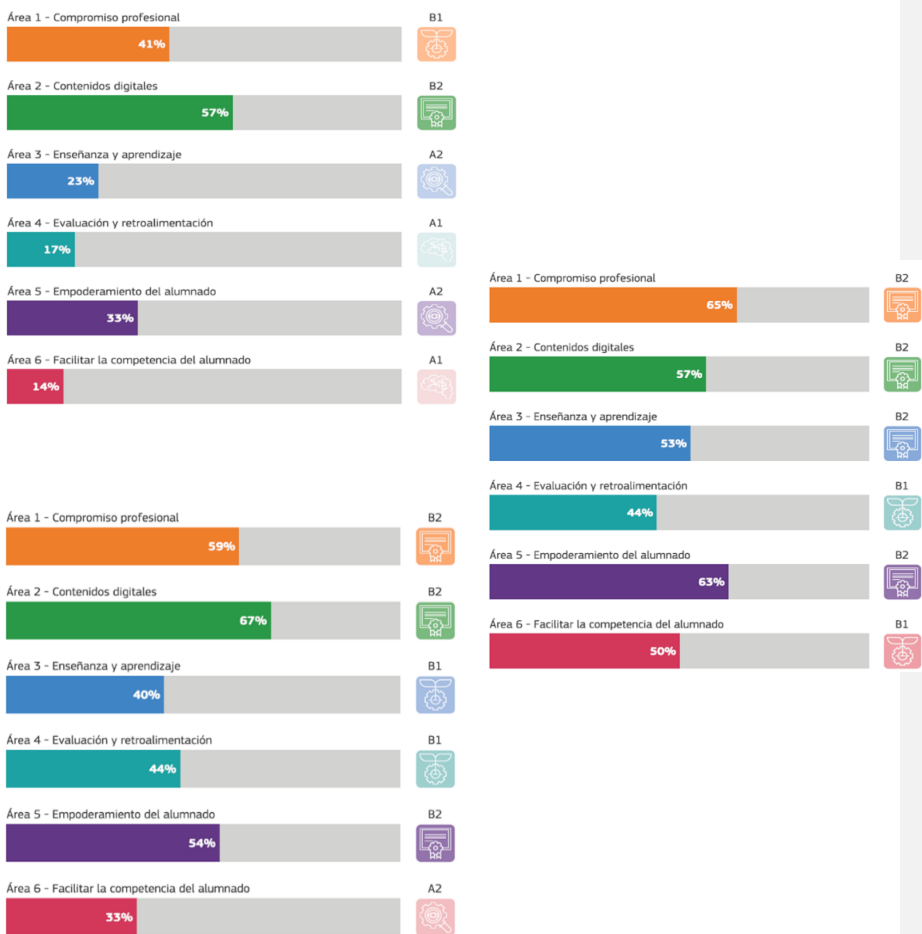 Área 1 - Compromiso profesional B1
41%
Área 2 - Contenidos digitales B2
57%
Área 3 - Enseñanza y aprendizaje A2
23%
Área 4 - Evaluación y retroalimentación A1
17%
Área 5 - Empoderamiento del alumnado A2
33%
Área 6 - Facilitar la competencia del alumnado A1
14%
Área 1 - Compromiso profesional B2
59%
Área 2 - Contenidos digitales B2
67%
Área 3 - Enseñanza y aprendizaje B1
40%
Área 4 - Evaluación y retroalimentación B1
44%
Área 5 - Empoderamiento del alumnado B2
54%
Área 6 - Facilitar la competencia del alumnado A2
33%
Área 1 - Compromiso profesional B2
65%
Área 2 - Contenidos digitales B2
57%
Área 3 - Enseñanza y aprendizaje B2
53%
Área 4 - Evaluación y retroalimentación B1
44%
Área 5 - Empoderamiento del alumnado B2
63%
Área 6 - Facilitar la competencia del alumnado B1
50%